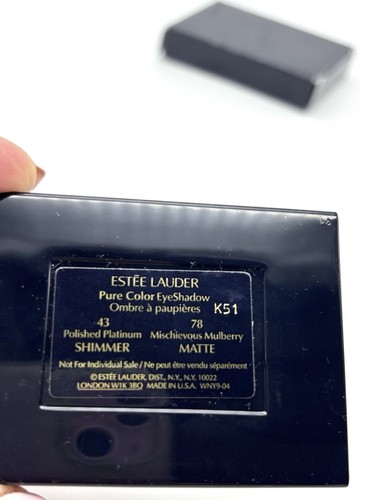 ESTĒE LAUDER
Pure Color EyeShadow
Ombre à paupières K51
43 78
Polished Platinum Mischievous Mulberry
SHIMMER MATTE
Not For Individual Sale / Ne peut être vendu séparément
© ESTĒE LAUDER, DIST., N.Y., N.Y. 10022
LONDON W1K 3BQ MADE IN U.S.A. WNY9-04